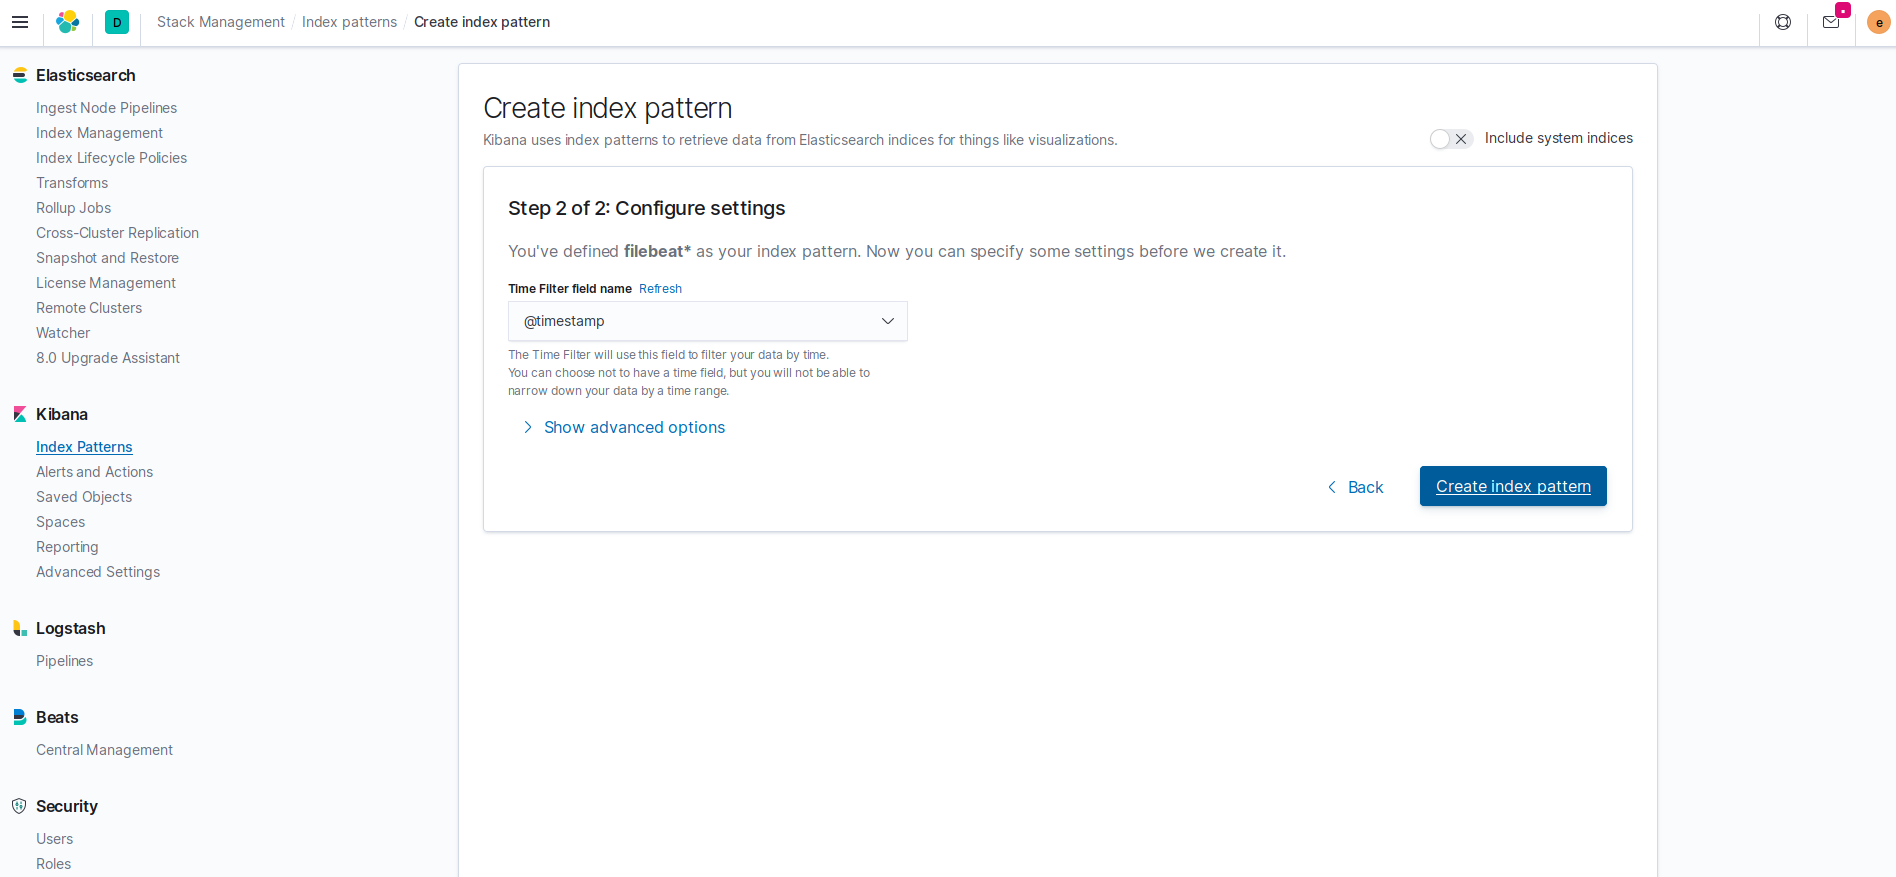 D
Stack Management / Index patterns / Create index pattern
e
Elasticsearch
Ingest Node Pipelines
Index Management
Index Lifecycle Policies
Transforms
Rollup Jobs
Cross-Cluster Replication
Snapshot and Restore
License Management
Remote Clusters
Watcher
8.0 Upgrade Assistant
Kibana
Index Patterns
Alerts and Actions
Saved Objects
Spaces
Reporting
Advanced Settings
Logstash
Pipelines
Beats
Central Management
Security
Users
Roles
Create index pattern
Kibana uses index patterns to retrieve data from Elasticsearch indices for things like visualizations.
Include system indices
Step 2 of 2: Configure settings
You've defined filebeat* as your index pattern. Now you can specify some settings before we create it.
Time Filter field name Refresh
@timestamp
The Time Filter will use this field to filter your data by time.
You can choose not to have a time field, but you will not be able to
narrow down your data by a time range.
Show advanced options
Back
Create index pattern